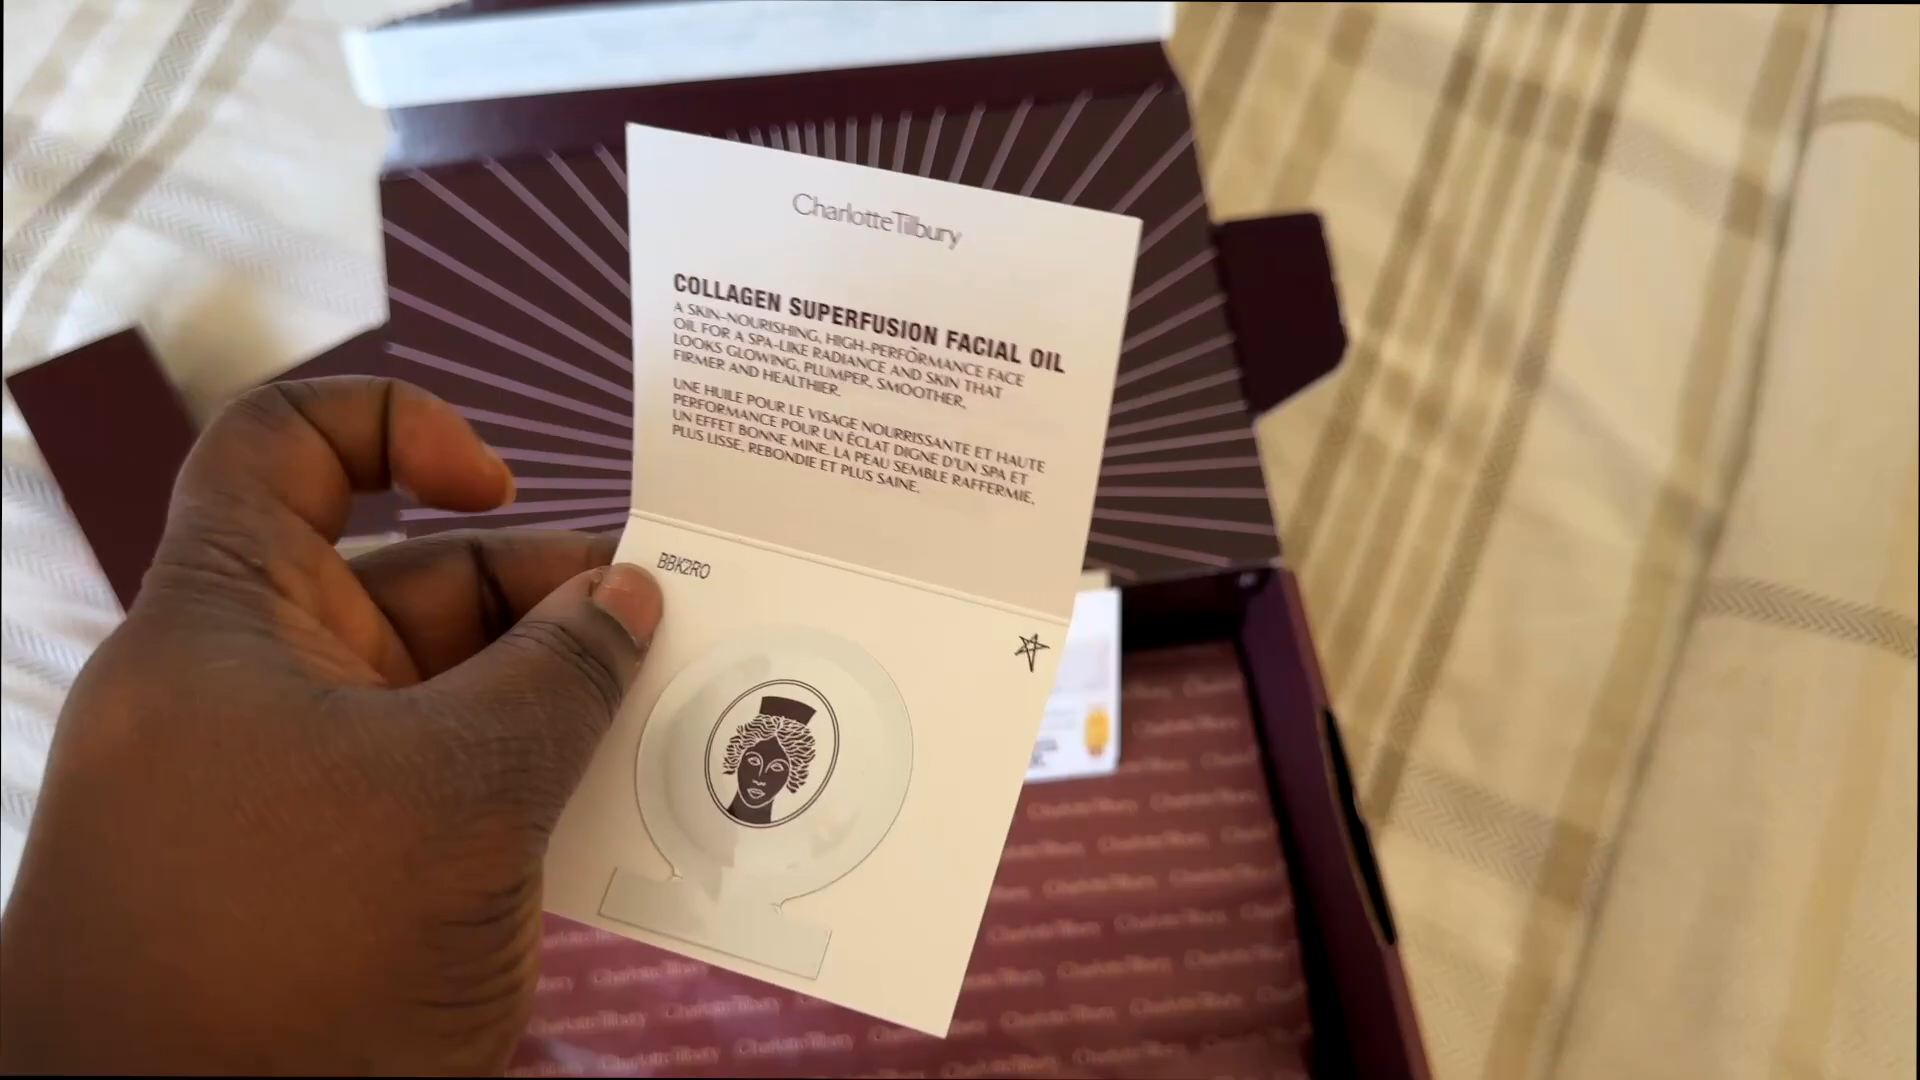 CharlotteTilbury
COLLAGEN SUPERFUSION FACIAL OIL
A SKIN-NOURISHING, HIGH-PERFORMANCE FACE
OIL FOR A SPA-LIKE RADIANCE AND SKIN THAT
LOOKS GLOWING, PLUMPER, SMOOTHER,
FIRMER AND HEALTHIER.
UNE HUILE POUR LE VISAGE NOURRISSANTE ET HAUTE
PERFORMANCE POUR UN ÉCLAT DIGNE D'UN SPA ET
UN EFFET BONNE MINE. LA PEAU SEMBLE RAFFERMIE,
PLUS LISSE, REBONDIE ET PLUS SAINE.
BBK2RO